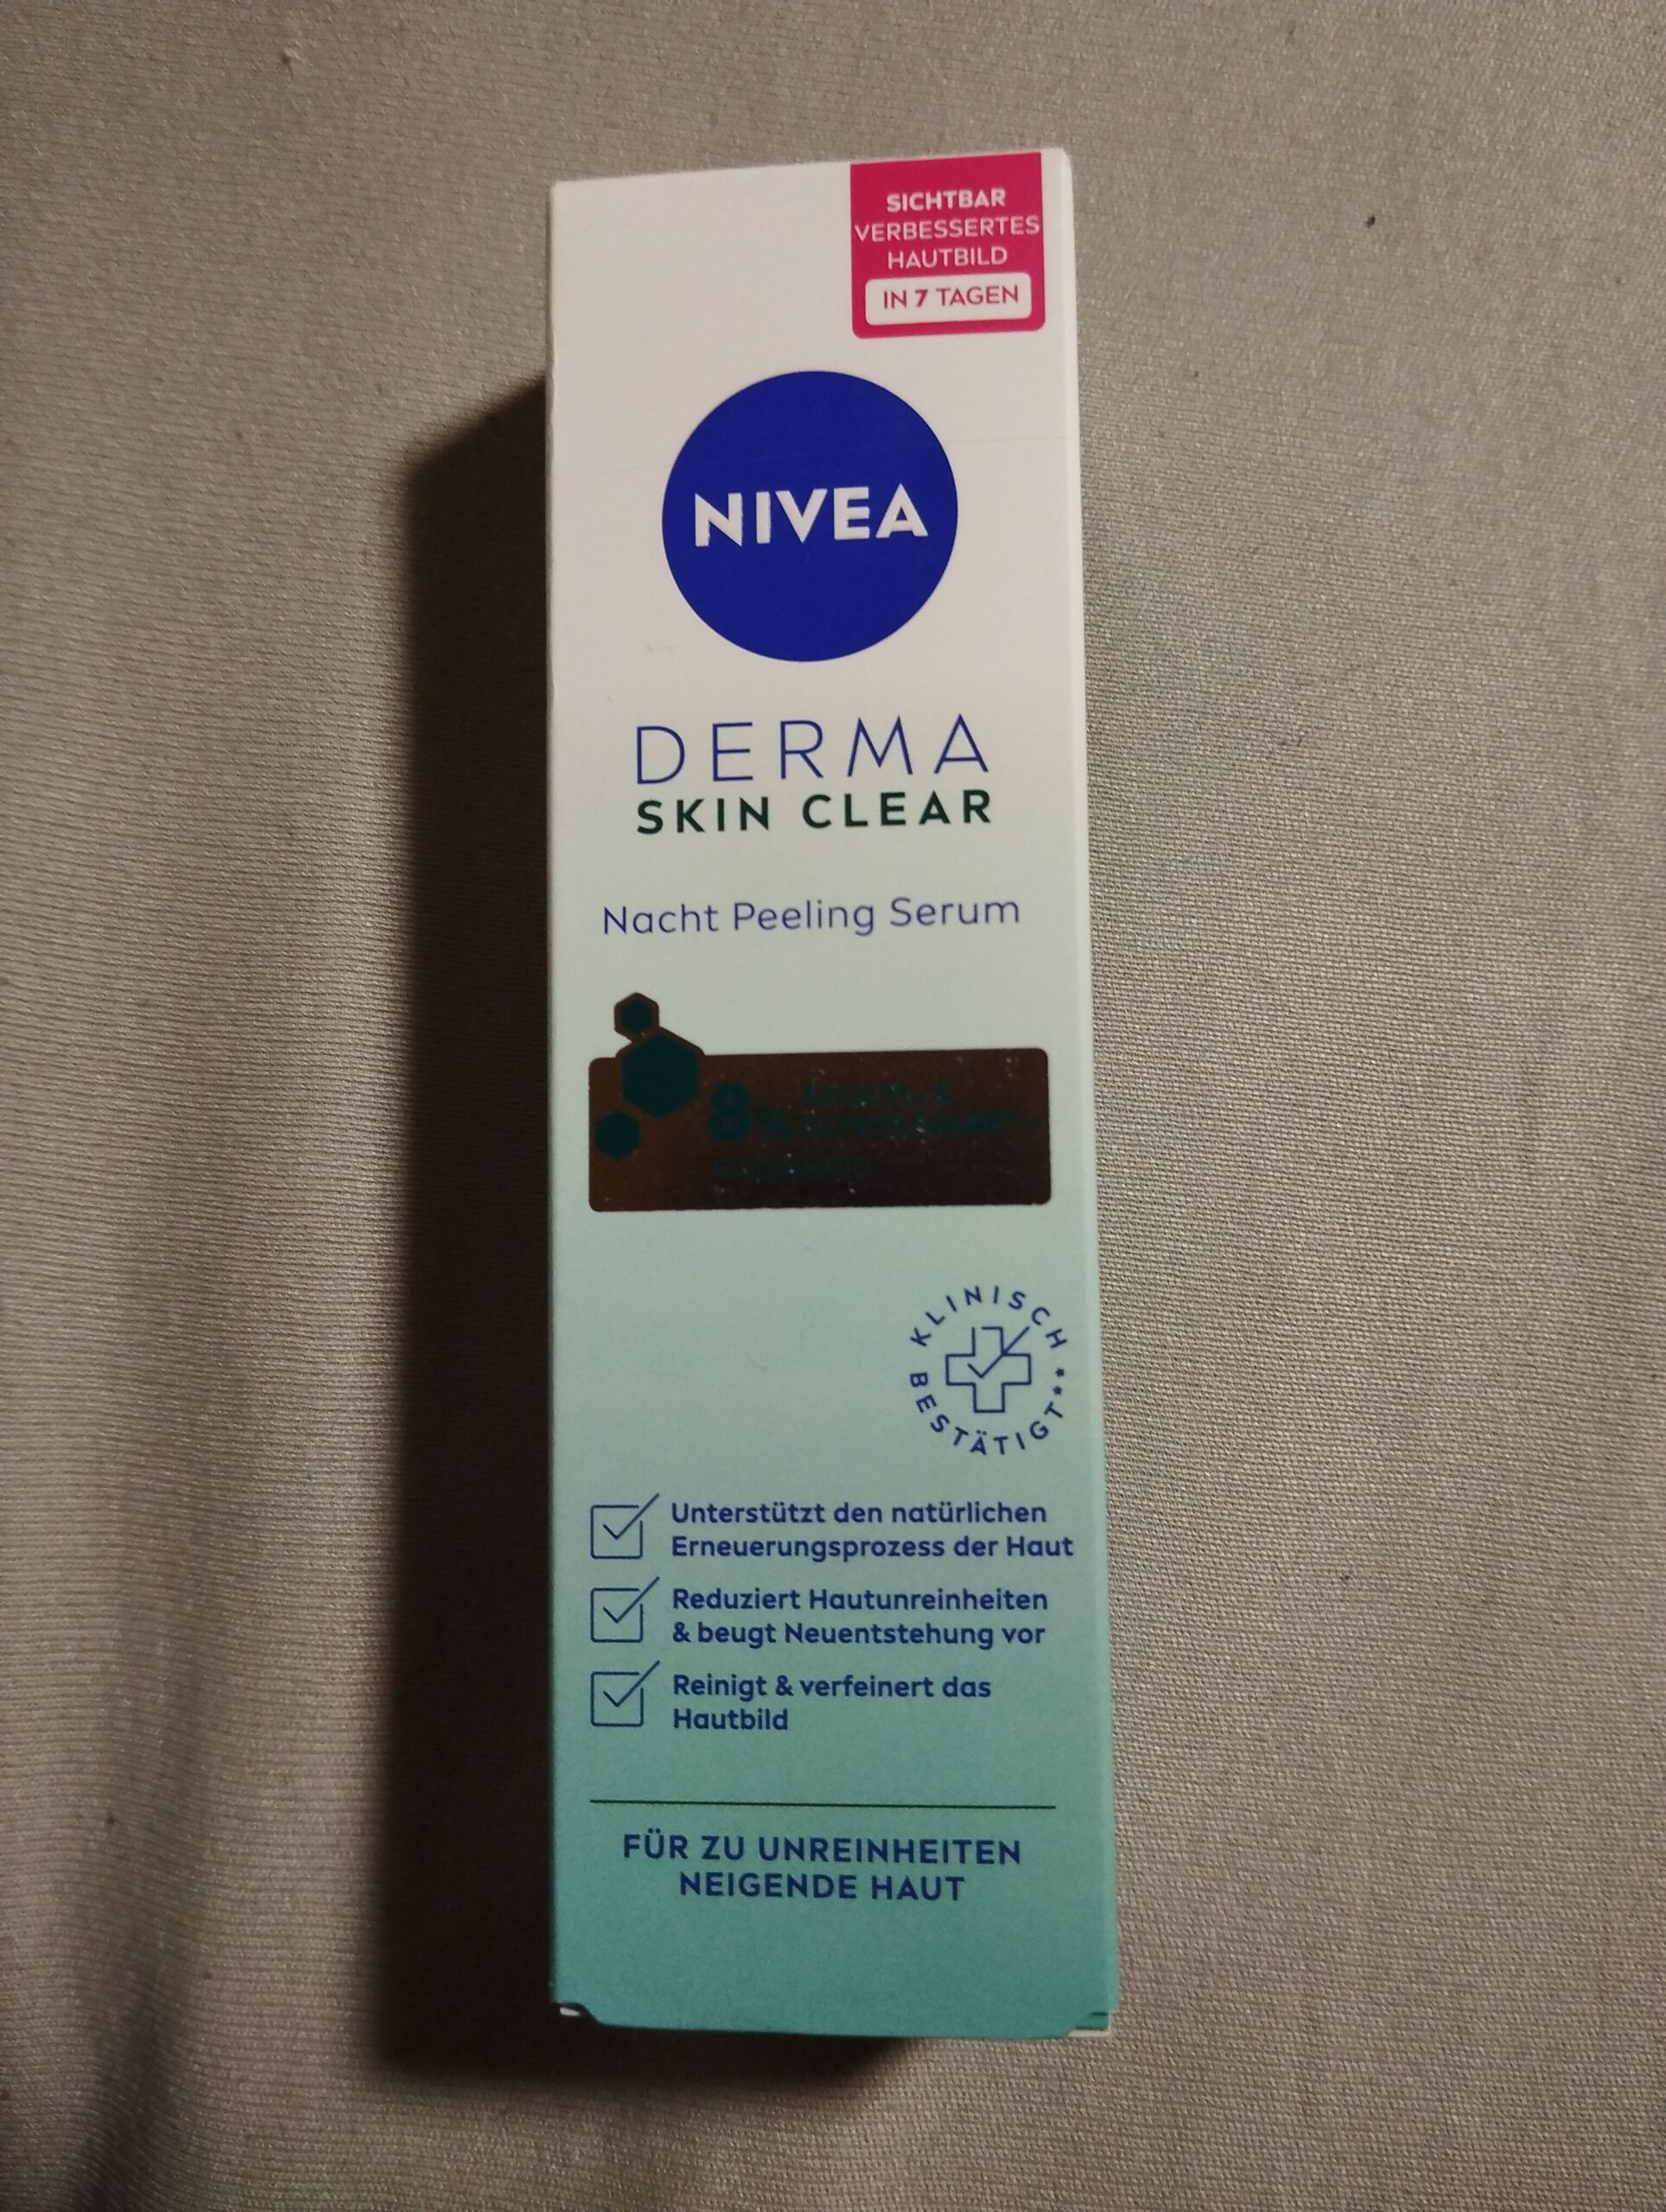 SICHTBAR
VERBESSERTES
HAUTBILD
IN 7 TAGEN
NIVEA
DERMA
SKIN CLEAR
Nacht Peeling Serum
8%
KLINISCH
BESTÄTIGT**
Unterstützt den natürlichen
Erneuerungsprozess der Haut
Reduziert Hautunreinheiten
& beugt Neuentstehung vor
Reinigt & verfeinert das
Hautbild
FÜR ZU UNREINHEITEN
NEIGENDE HAUT